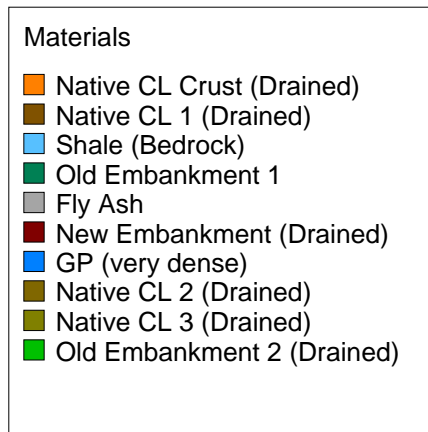 Materials
Native CL Crust (Drained)
Native CL 1 (Drained)
Shale (Bedrock)
Old Embankment 1
Fly Ash
New Embankment (Drained)
GP (very dense)
Native CL 2 (Drained)
Native CL 3 (Drained)
Old Embankment 2 (Drained)